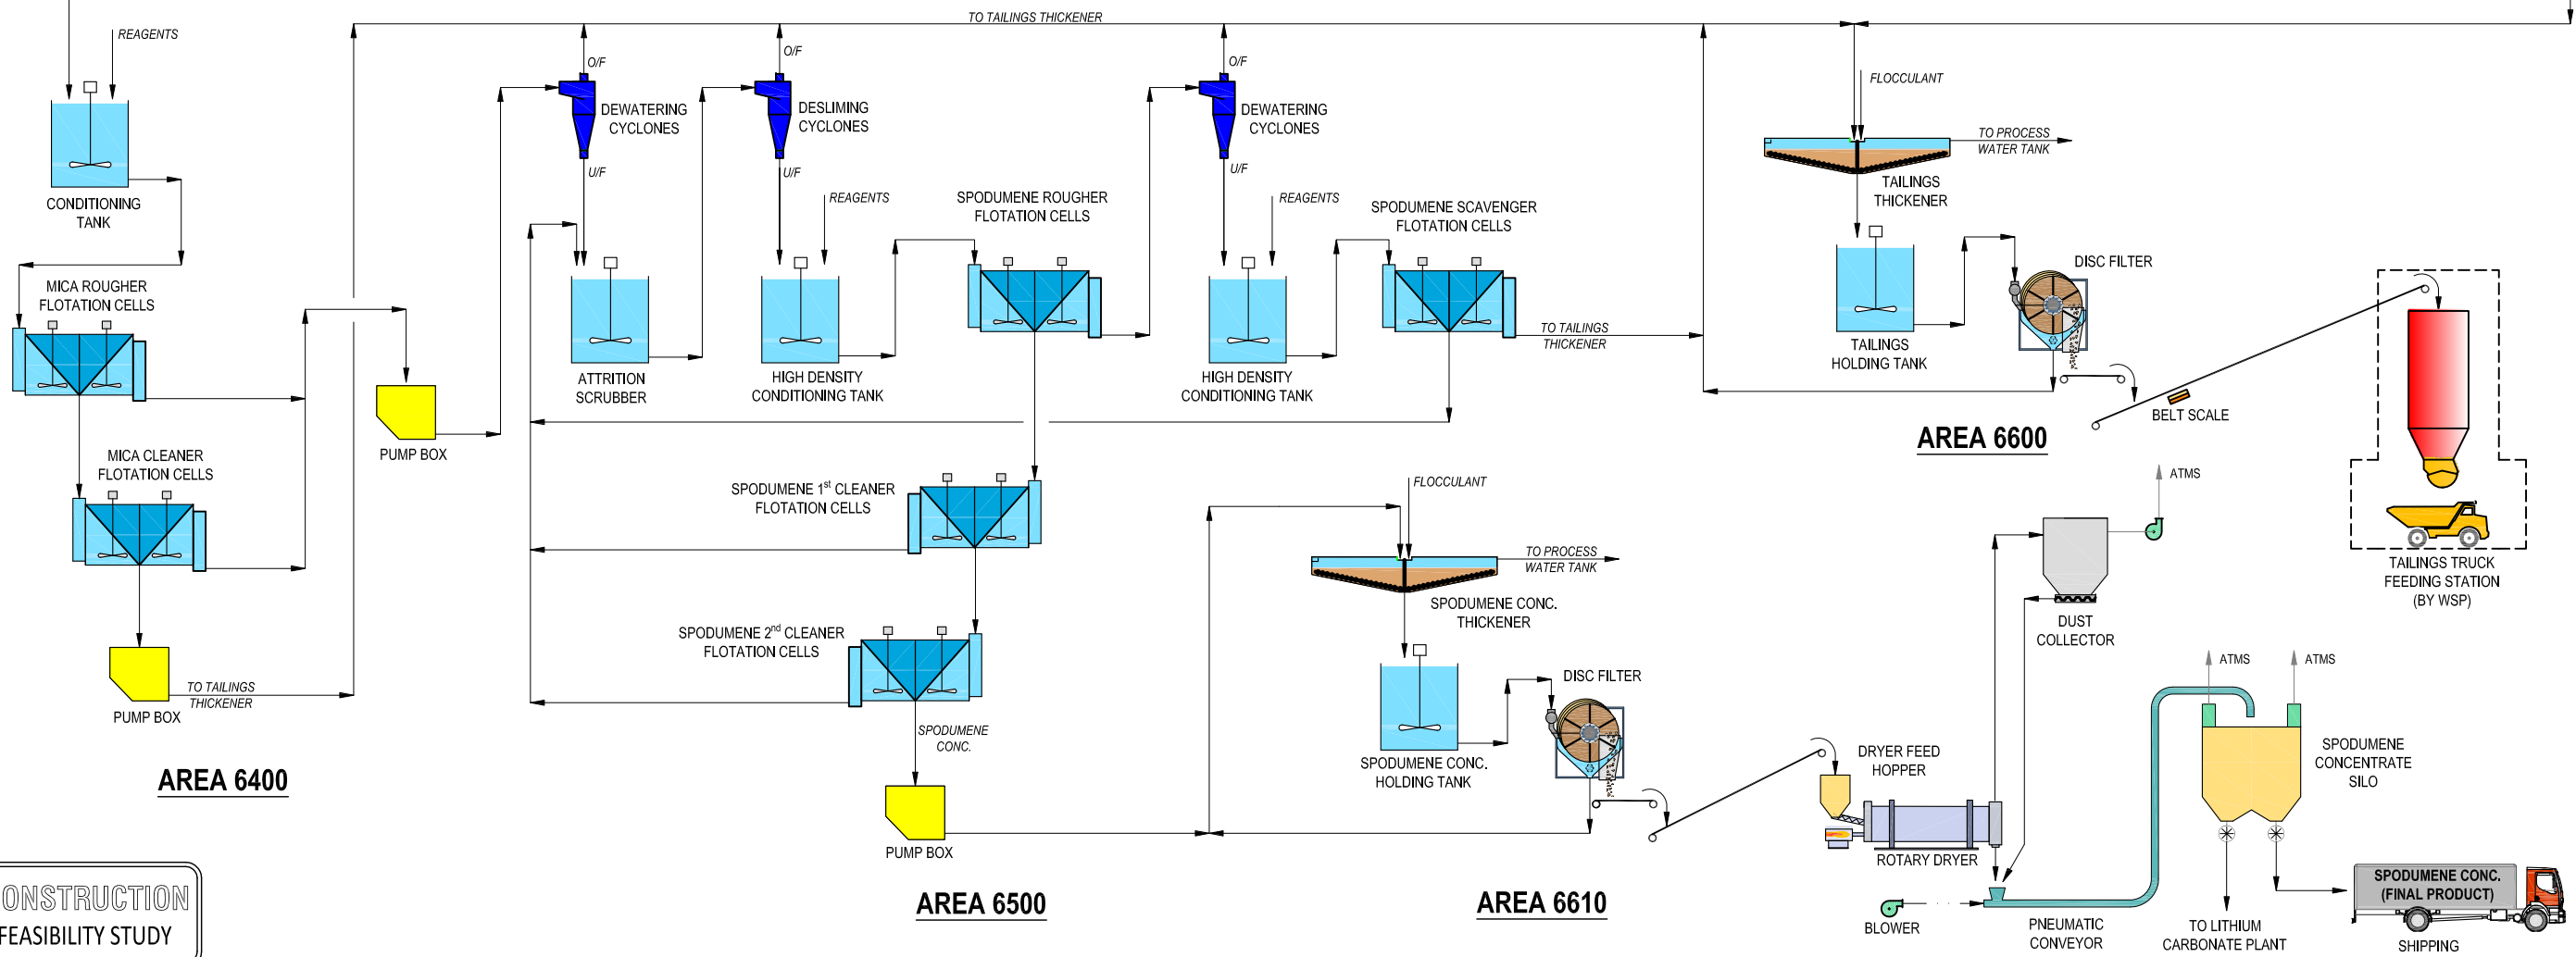 TO TAILINGS THICKENER
REAGENTS
O/F
O/F
O/F
DEWATERING
CYCLONES
DESLIMING
CYCLONES
DEWATERING
CYCLONES
FLOCCULANT
TO PROCESS
WATER TANK
TAILINGS
THICKENER
U/F
U/F
U/F
CONDITIONING
TANK
REAGENTS
SPODUMENE ROUGHER
FLOTATION CELLS
REAGENTS
SPODUMENE SCAVENGER
FLOTATION CELLS
MICA ROUGHER
FLOTATION CELLS
DISC FILTER
TO TAILINGS
THICKENER
TAILINGS
HOLDING TANK
ATTRITION
SCRUBBER
HIGH DENSITY
CONDITIONING TANK
HIGH DENSITY
CONDITIONING TANK
BELT SCALE
AREA 6600
PUMP BOX
MICA CLEANER
FLOTATION CELLS
SPODUMENE 1st CLEANER
FLOTATION CELLS
FLOCCULANT
ATMS
TO PROCESS
WATER TANK
TAILINGS TRUCK
FEEDING STATION
(BY WSP)
SPODUMENE CONC.
THICKENER
DUST
COLLECTOR
SPODUMENE 2nd CLEANER
FLOTATION CELLS
ATMS
ATMS
TO TAILINGS
THICKENER
PUMP BOX
DISC FILTER
SPODUMENE
CONC.
SPODUMENE CONC.
HOLDING TANK
DRYER FEED
HOPPER
SPODUMENE
CONCENTRATE
SILO
AREA 6400
PUMP BOX
ROTARY DRYER
AREA 6500
AREA 6610
SPODUMENE CONC.
(FINAL PRODUCT)
BLOWER
PNEUMATIC
CONVEYOR
TO LITHIUM
CARBONATE PLANT
SHIPPING
ONSTRUCTION
FEASIBILITY STUDY